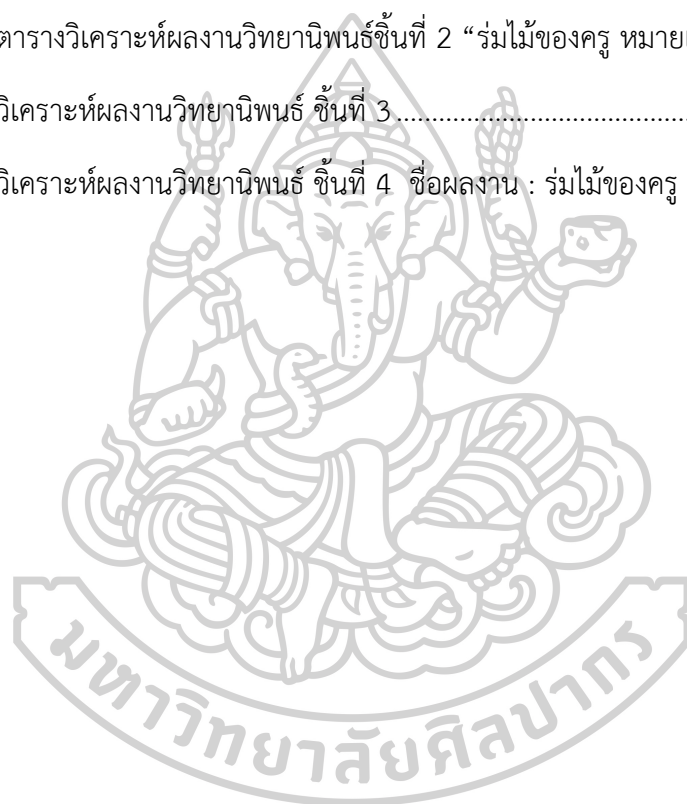 ตารางวิเคราะห์ผลงานวิทยานิพนธ์ชิ้นที่ 2 “ร่มไม้ของครู
วิเคราะห์ผลงานวิทยานิพนธ์ ชิ้นที่ 3......................................
วิเคราะห์ผลงานวิทยานิพนธ์ ชิ้นที่ 4 ชื่อผลงาน : ร่มไม้ของครู
มหาวิทยาลัยศิลปากร